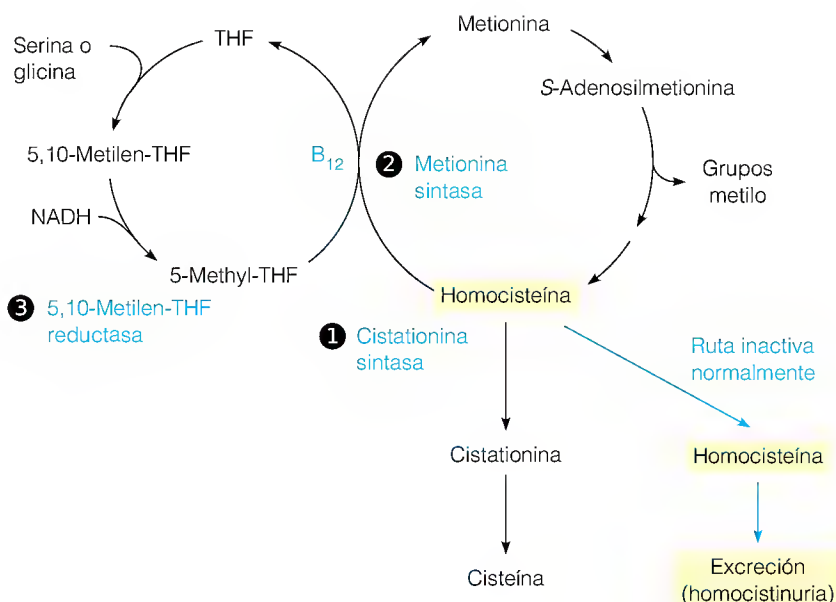 THF
Metionina
Serina o
glicina
S-Adenosilmetionina
5,10-Metilen-THF
B12
2 Metionina
sintasa
Grupos
metilo
NADH
5-Methyl-THF
3 5,10-Metilen-THF
reductasa
Homocisteína
1 Cistationina
sintasa
Ruta inactiva
normalmente
Cistationina
Homocisteína
Cisteína
Excreción
(homocistinuria)